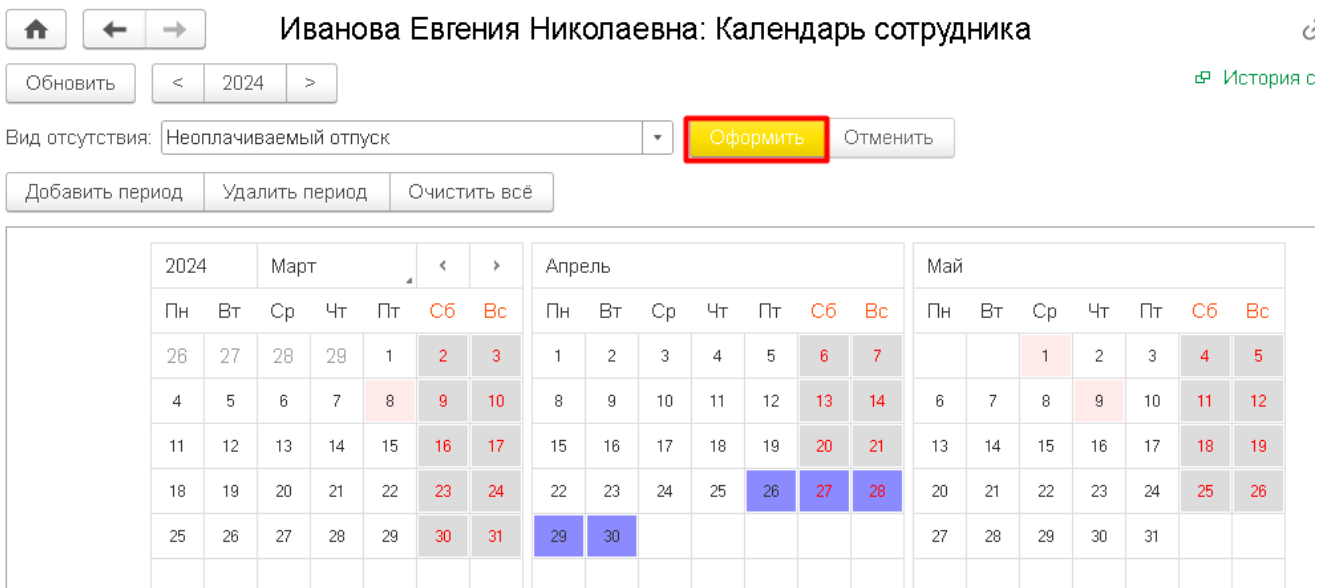 Иванова Евгения Николаевна: Календарь сотрудника
Обновить < 2024 > История с
Вид отсутствия: Неоплачиваемый отпуск Оформить Отменить
Добавить период Удалить период Очистить всё
2024 Март < > Апрель Май
Пн Вт Ср Чт Пт Сб Вс Пн Вт Ср Чт Пт Сб Вс Пн Вт Ср Чт Пт Сб Вс
26 27 28 29 1 2 3 1 2 3 4 5 6 7 1 2 3 4 5
4 5 6 7 8 9 10 8 9 10 11 12 13 14 6 7 8 9 10 11 12
11 12 13 14 15 16 17 15 16 17 18 19 20 21 13 14 15 16 17 18 19
18 19 20 21 22 23 24 22 23 24 25 26 27 28 20 21 22 23 24 25 26
25 26 27 28 29 30 31 29 30 27 28 29 30 31